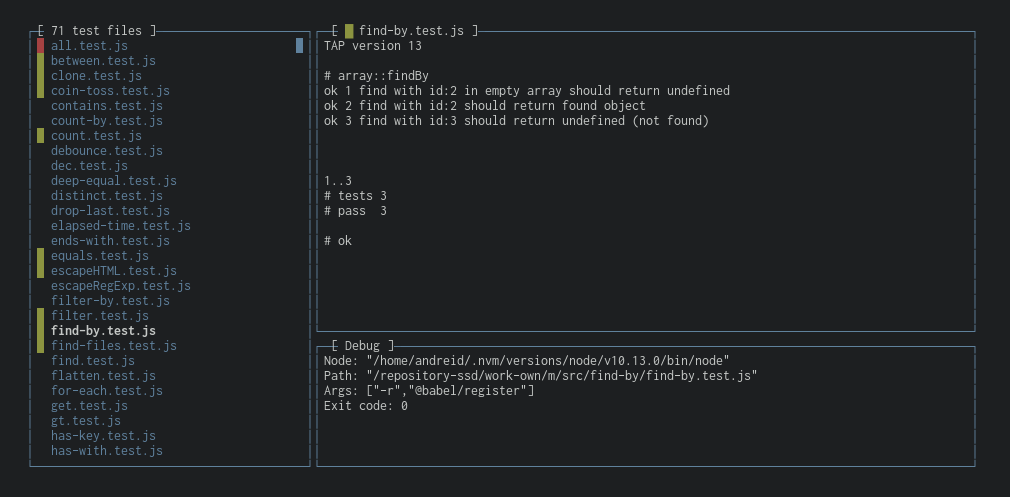 [ 71 test files ]
all.test.js
between.test.js
clone.test.js
coin-toss.test.js
contains.test.js
count-by.test.js
count.test.js
debounce.test.js
dec.test.js
deep-equal.test.js
distinct.test.js
drop-last.test.js
elapsed-time.test.js
ends-with.test.js
equals.test.js
escapeHTML.test.js
escapeRegExp.test.js
filter-by.test.js
filter.test.js
find-by.test.js
find-files.test.js
find.test.js
flatten.test.js
for-each.test.js
get.test.js
gt.test.js
has-key.test.js
has-with.test.js
[ find-by.test.js ]
TAP version 13
# array::findBy
ok 1 find with id:2 in empty array should return undefined
ok 2 find with id:2 should return found object
ok 3 find with id:3 should return undefined (not found)
1..3
# tests 3
# pass  3
# ok
[ Debug ]
Node: "/home/andreid/.nvm/versions/node/v10.13.0/bin/node"
Path: "/repository-ssd/work-own/m/src/find-by/find-by.test.js"
Args: ["-r","@babel/register"]
Exit code: 0